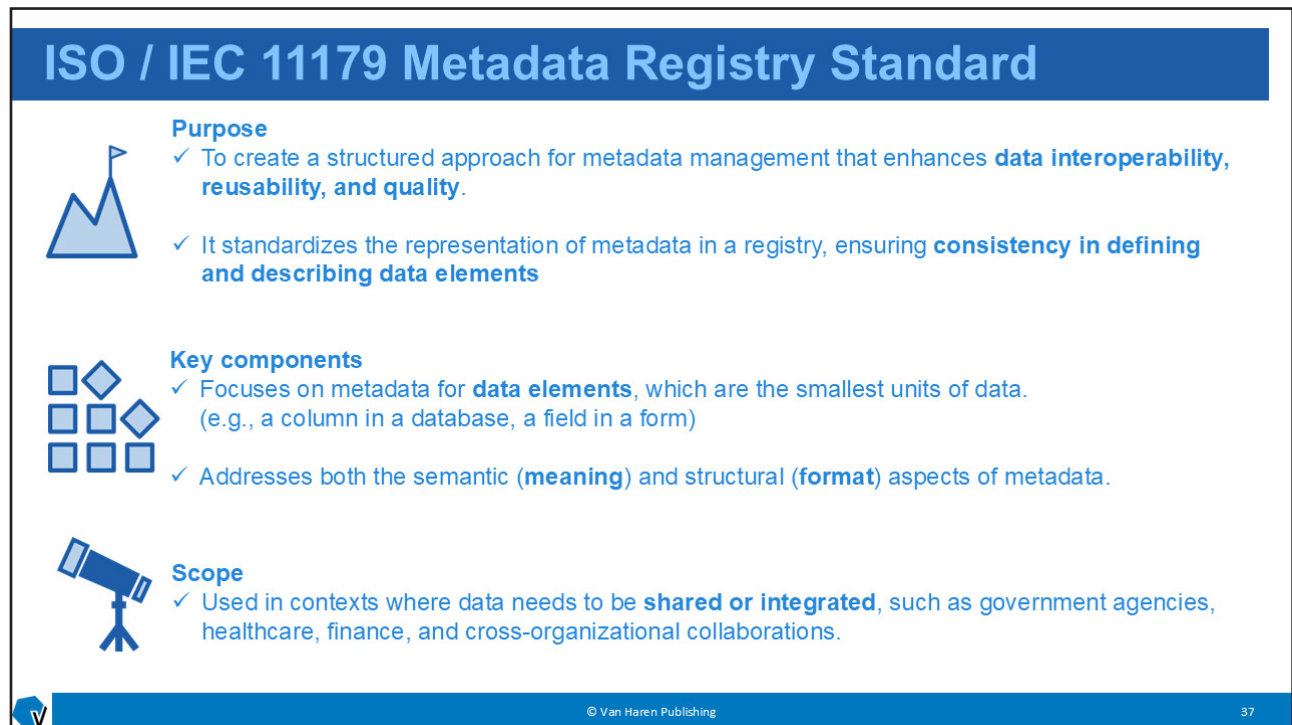 ISO / IEC 11179 Metadata Registry Standard
Purpose
✓ To create a structured approach for metadata management that enhances data interoperability,
reusability, and quality.
✓ It standardizes the representation of metadata in a registry, ensuring consistency in defining
and describing data elements
Key components
✓ Focuses on metadata for data elements, which are the smallest units of data.
(e.g., a column in a database, a field in a form)
✓ Addresses both the semantic (meaning) and structural (format) aspects of metadata.
Scope
✓ Used in contexts where data needs to be shared or integrated, such as government agencies,
healthcare, finance, and cross-organizational collaborations.
© Van Haren Publishing
37